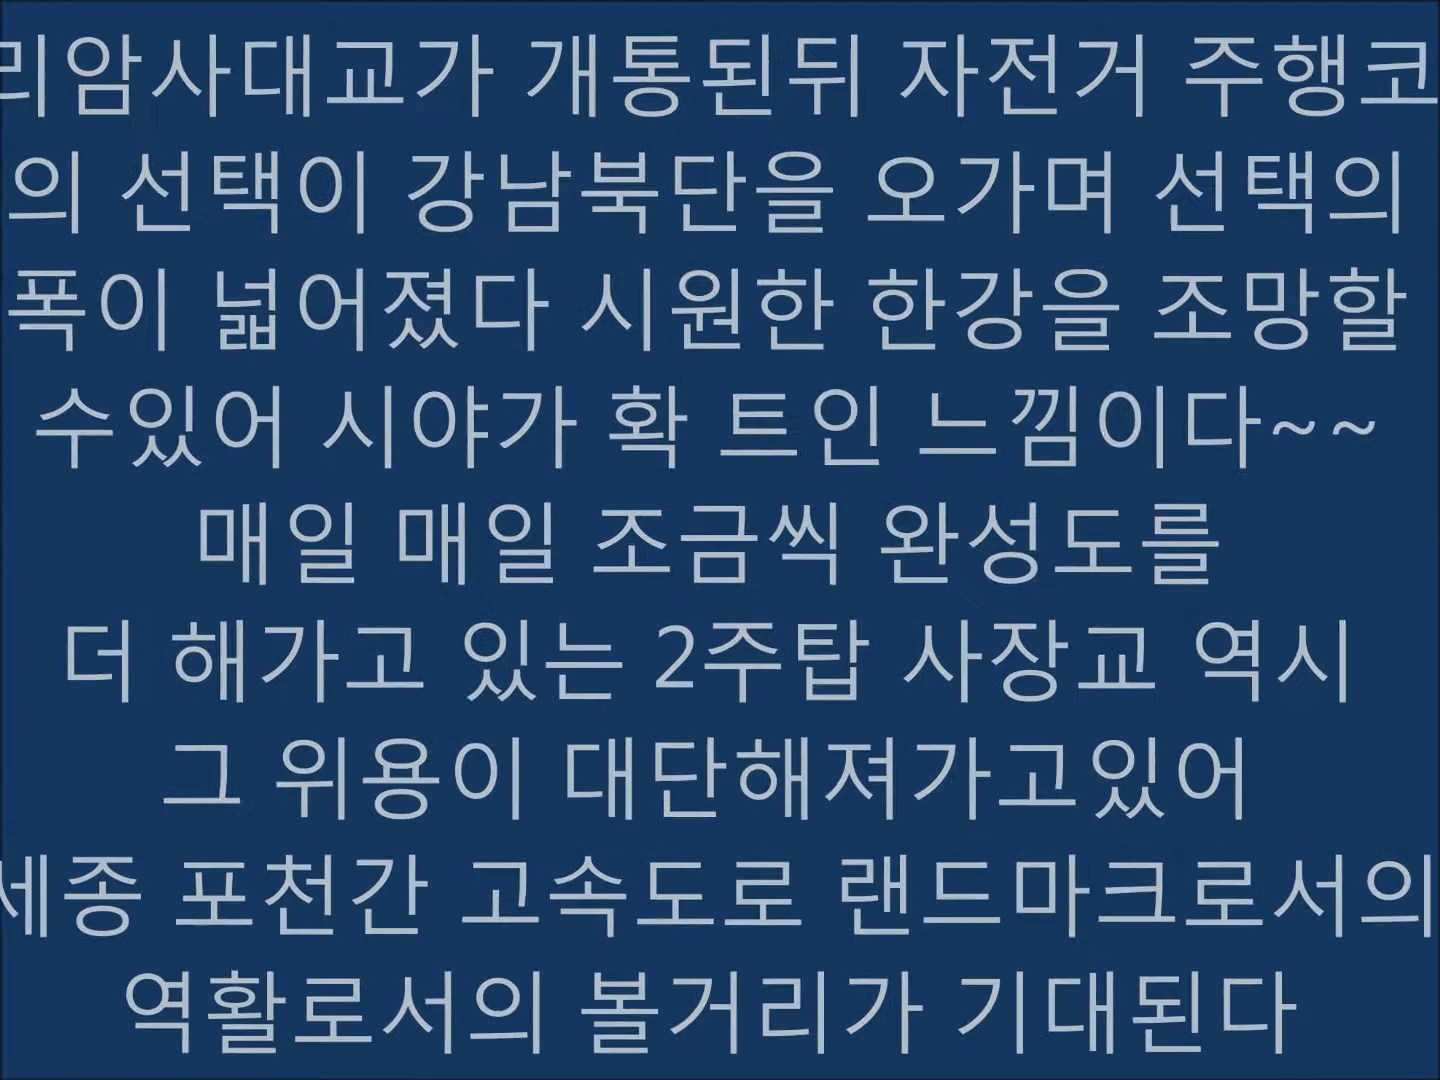 리암사대교가 개통된뒤 자전거 주행코
의 선택이 강남북단을 오가며 선택의
폭이 넓어졌다 시원한 한강을 조망할
수있어 시야가 확 트인 느낌이다~~
매일 매일 조금씩 완성도를
더 해가고 있는 2주탑 사장교 역시
그 위용이 대단해져가고있어
세종 포천간 고속도로 랜드마크로서의
역활로서의 볼거리가 기대된다